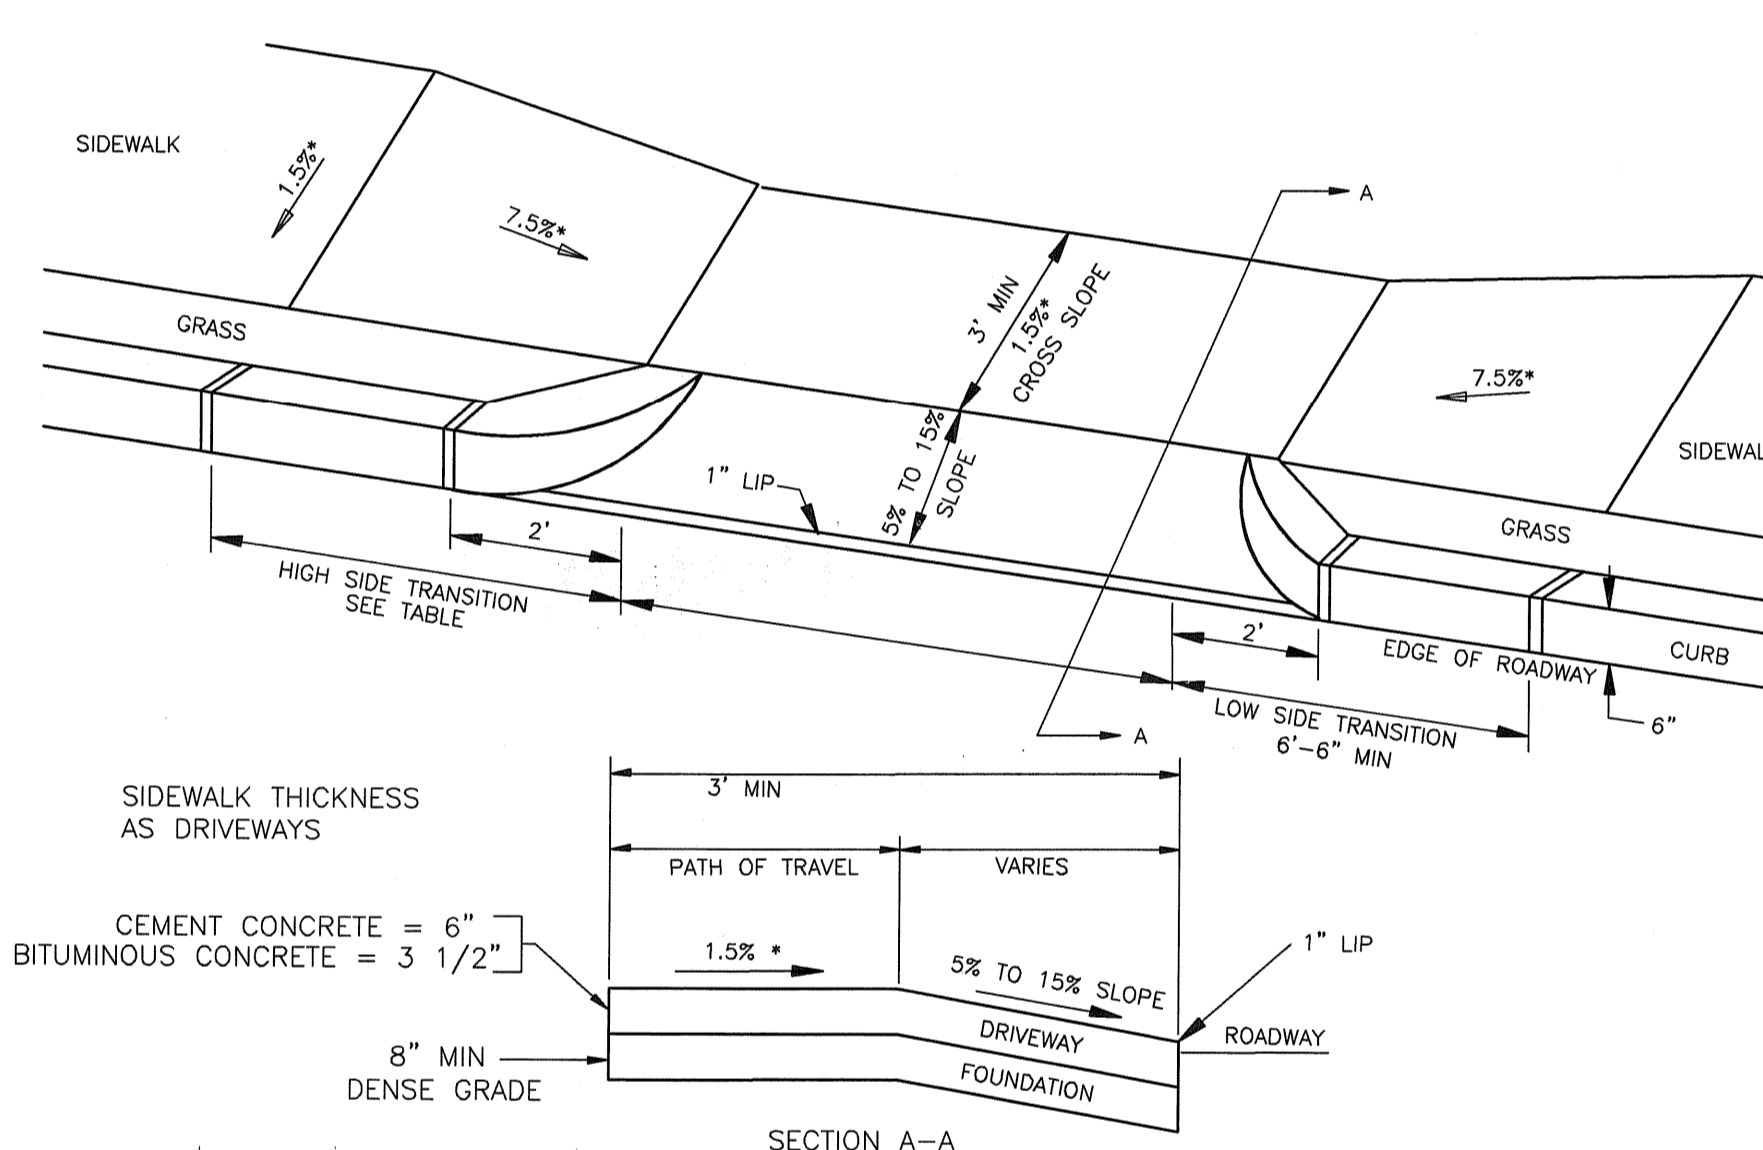 SIDEWALK
1.5%*
7.5%*
GRASS
3' MIN
1.5%*
CROSS SLOPE
A
7.5%*
5% TO 15%
SLOPE
1" LIP
2'
HIGH SIDE TRANSITION
SEE TABLE
GRASS
2'
EDGE OF ROADWAY
CURB
6"
LOW SIDE TRANSITION
6'-6" MIN
A
3' MIN
SIDEWALK THICKNESS
AS DRIVEWAYS
PATH OF TRAVEL
VARIES
CEMENT CONCRETE = 6"
BITUMINOUS CONCRETE = 3 1/2"
1.5% *
5% TO 15% SLOPE
1" LIP
DRIVEWAY
ROADWAY
8" MIN
DENSE GRADE
FOUNDATION
SECTION A-A